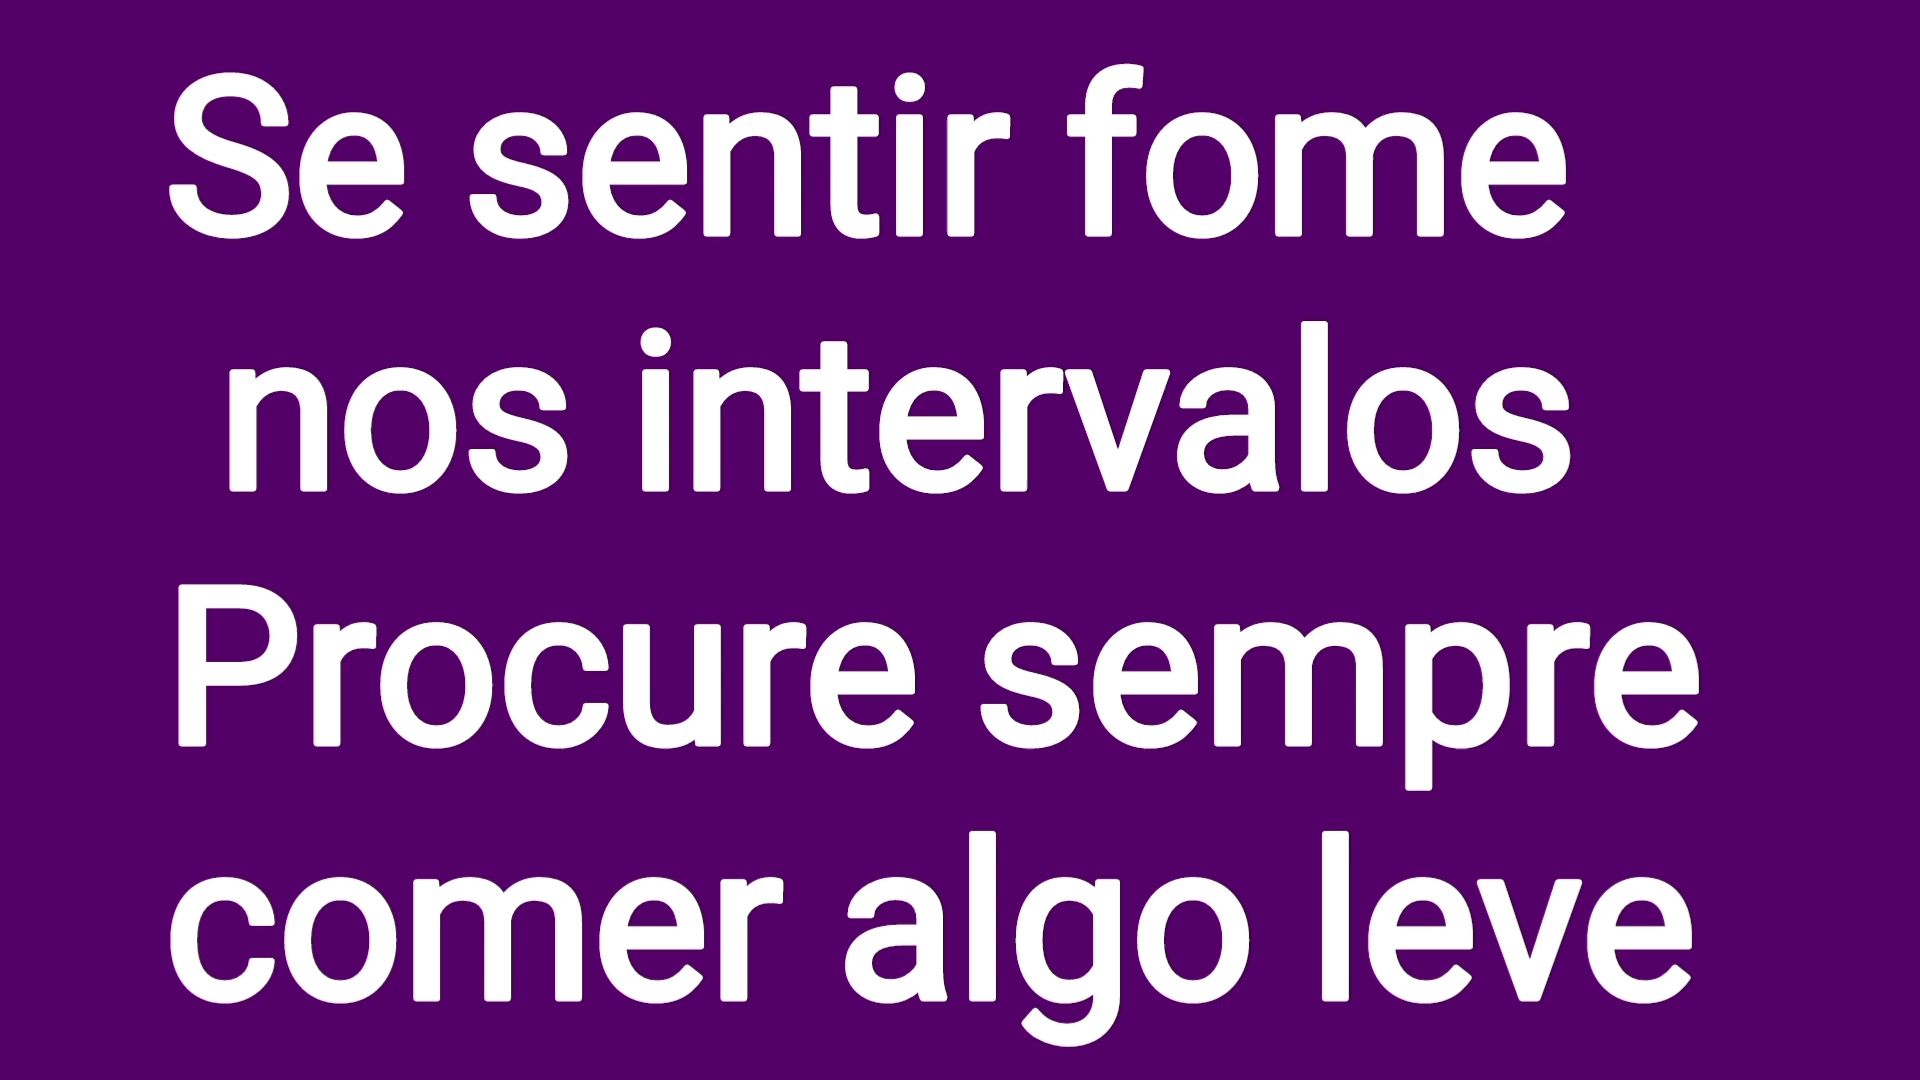 Se sentir fome
nos intervalos
Procure sempre
comer algo leve